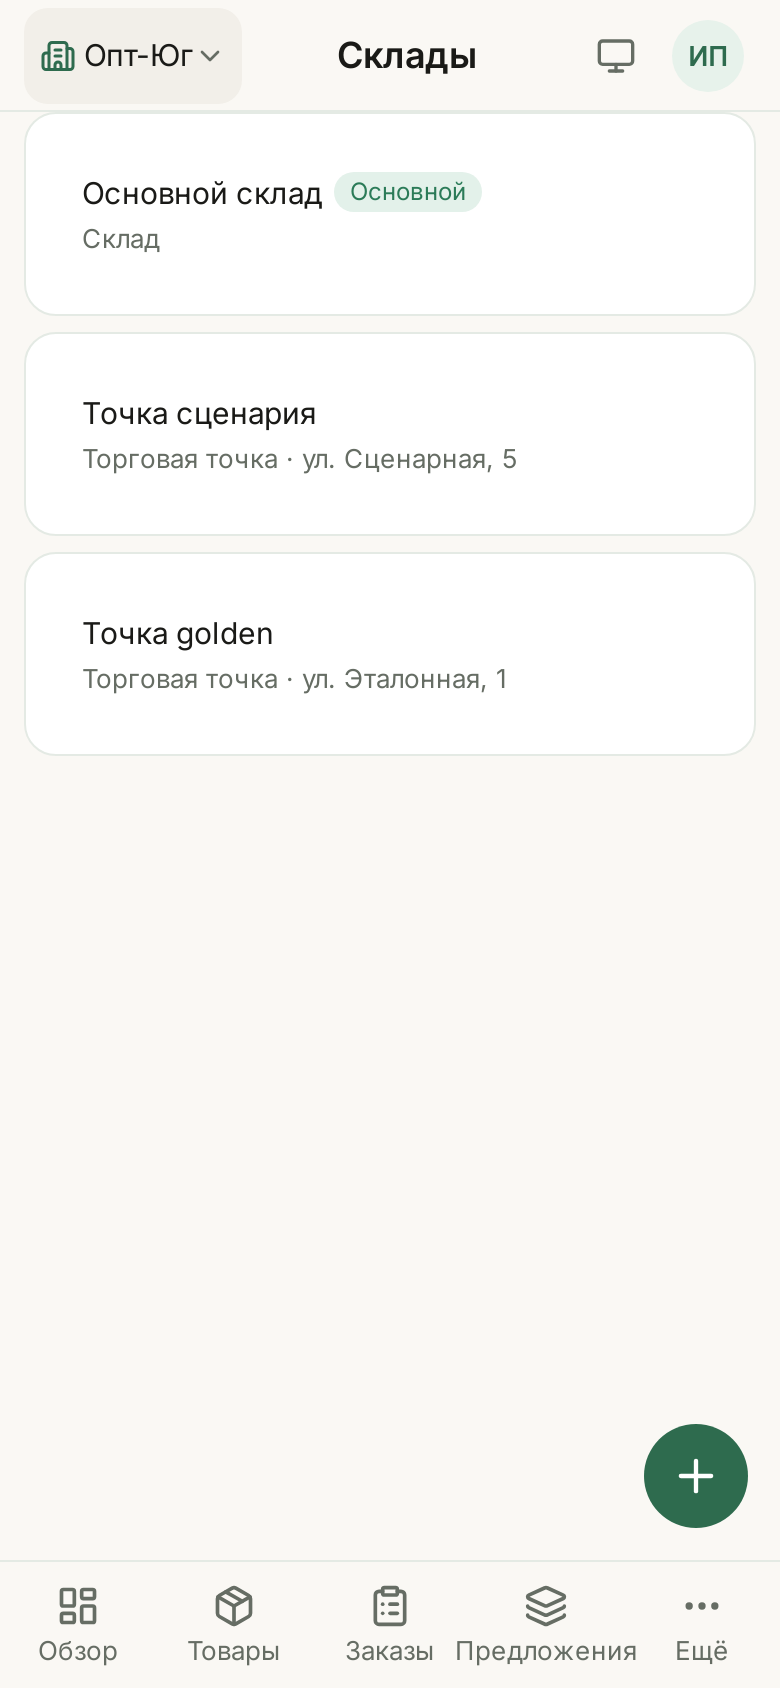 Опт-Юг
Склады
ИП
Основной склад Основной
Склад
Точка сценария
Торговая точка · ул. Сценарная, 5
Точка golden
Торговая точка · ул. Эталонная, 1
Обзор Товары Заказы Предложения Ещё